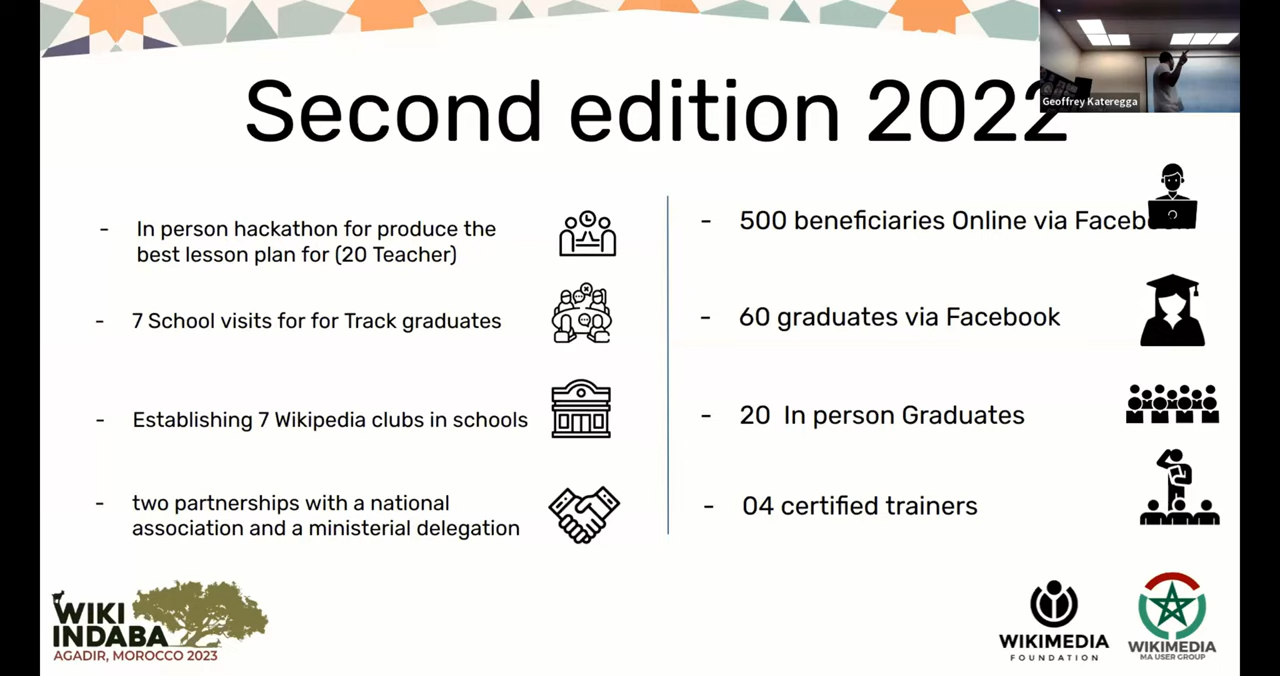 Geoffrey Kateregga
Second edition 2022
- In person hackathon for produce the
best lesson plan for (20 Teacher)
- 7 School visits for for Track graduates
- Establishing 7 Wikipedia clubs in schools
- two partnerships with a national
association and a ministerial delegation
- 500 beneficiaries Online via Faceb
- 60 graduates via Facebook
- 20 In person Graduates
- 04 certified trainers
WIKI
INDABA
AGADIR, MOROCCO 2023
WIKIMEDIA
FOUNDATION
WIKIMEDIA
MA USER GROUP